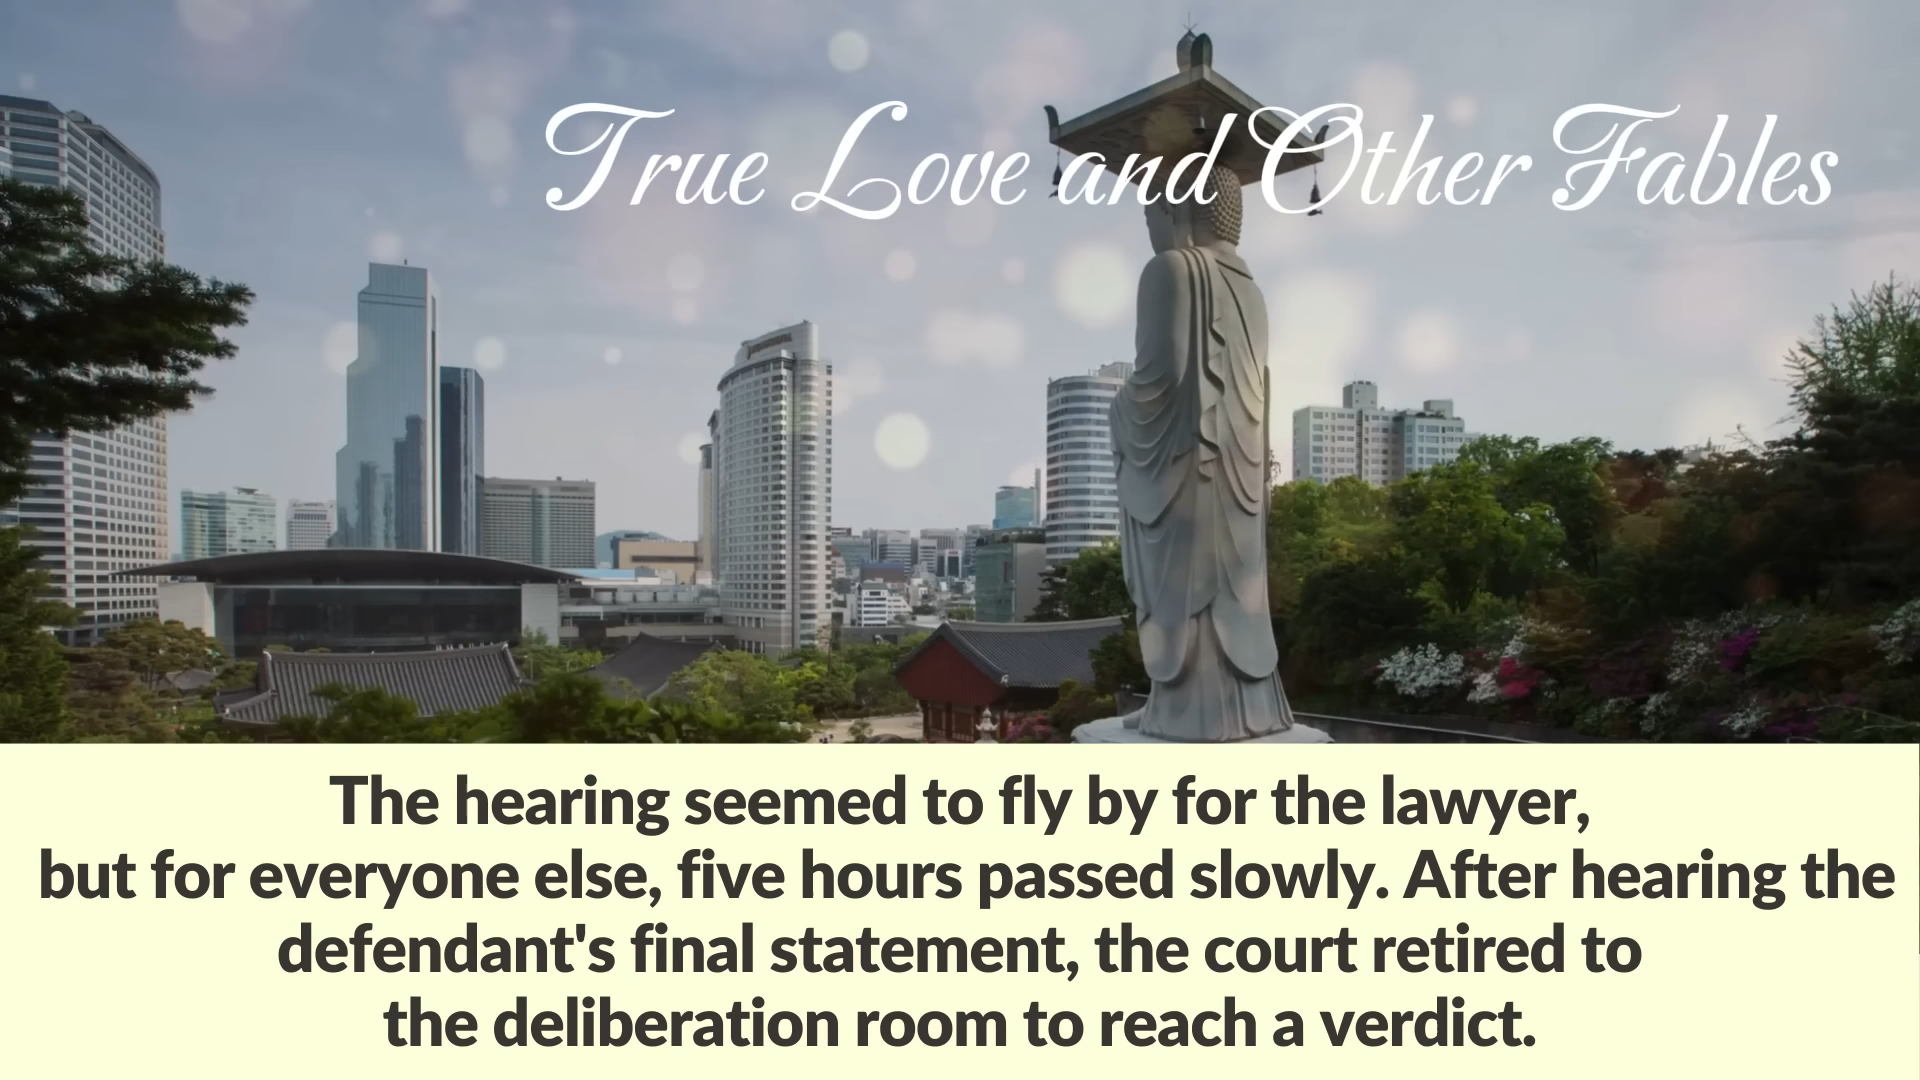 True Love and Other Fables
The hearing seemed to fly by for the lawyer,
but for everyone else, five hours passed slowly. After hearing the
defendant's final statement, the court retired to
the deliberation room to reach a verdict.